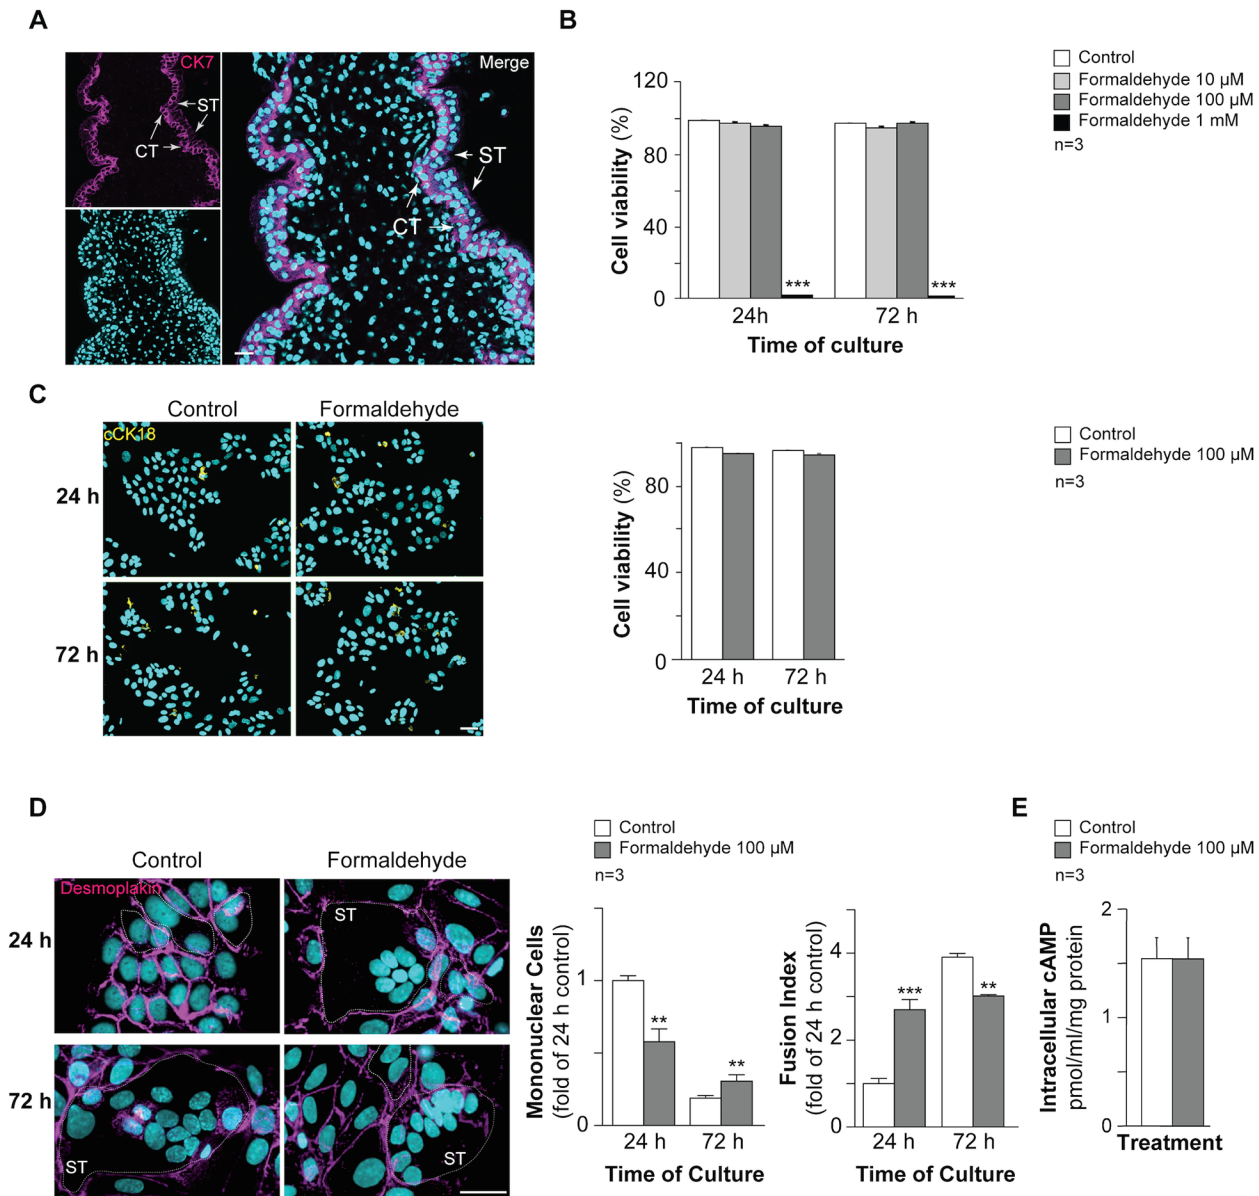 A
CK7
ST
CT
Merge
ST
CT
B
Control
Formaldehyde 10 µM
Formaldehyde 100 µM
Formaldehyde 1 mM
n=3
Cell viability (%)
120
80
40
0
***
***
24h
72 h
Time of culture
C
Control
Formaldehyde
cCK18
24 h
72 h
Control
Formaldehyde 100 µM
n=3
Cell viability (%)
80
40
0
24 h
72 h
Time of culture
D
Control
Formaldehyde
Desmoplakin
24 h
ST
72 h
ST
ST
Control
Formaldehyde 100 µM
n=3
Mononuclear Cells
(fold of 24 h control)
1
0
**
**
24 h
72 h
Time of Culture
Fusion Index
(fold of 24 h control)
4
2
0
***
**
24 h
72 h
Time of Culture
E
Control
Formaldehyde 100 µM
n=3
Intracellular cAMP
pmol/ml/mg protein
2
1
0
Treatment